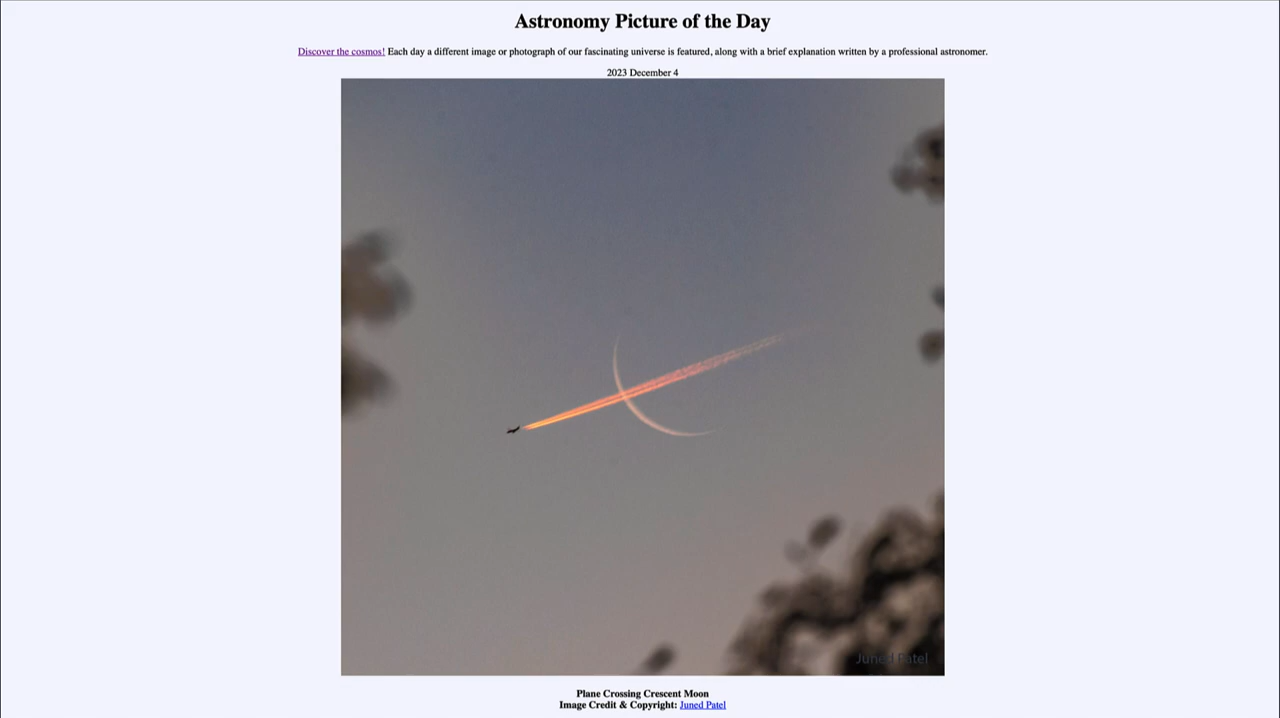 Astronomy Picture of the Day
Discover the cosmos! Each day a different image or photograph of our fascinating universe is featured, along with a brief explanation written by a professional astronomer.
2023 December 4
Juned Patel
Plane Crossing Crescent Moon
Image Credit & Copyright: Juned Patel